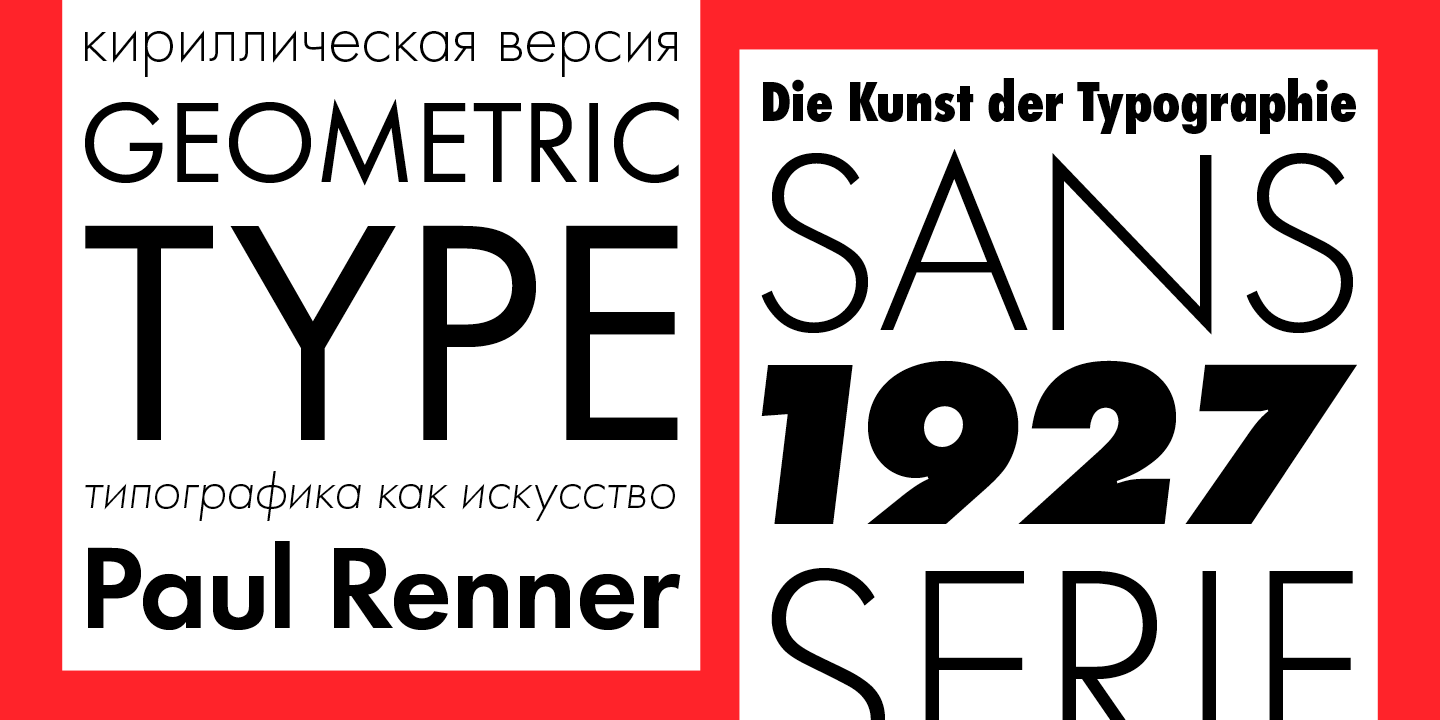 кириллическая версия
GEOMETRIC
TYPE
типографика как искусство
Paul Renner
Die Kunst der Typographie
SANS
1927
SERIF